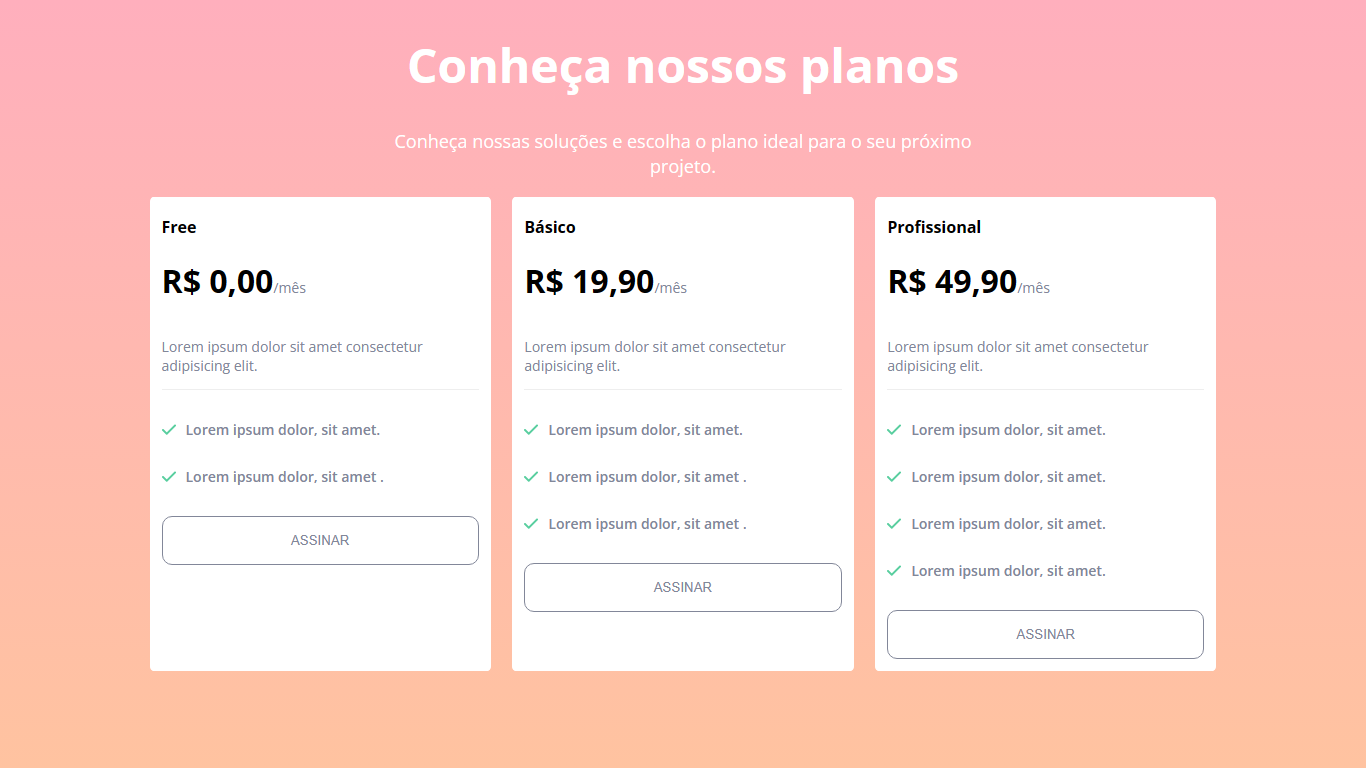 Conheça nossos planos
Conheça nossas soluções e escolha o plano ideal para o seu próximo
projeto.
Free
R$ 0,00/mês
Lorem ipsum dolor sit amet consectetur
adipisicing elit.
Lorem ipsum dolor, sit amet.
Lorem ipsum dolor, sit amet .
ASSINAR
Básico
R$ 19,90/mês
Lorem ipsum dolor sit amet consectetur
adipisicing elit.
Lorem ipsum dolor, sit amet.
Lorem ipsum dolor, sit amet .
Lorem ipsum dolor, sit amet .
ASSINAR
Profissional
R$ 49,90/mês
Lorem ipsum dolor sit amet consectetur
adipisicing elit.
Lorem ipsum dolor, sit amet.
Lorem ipsum dolor, sit amet.
Lorem ipsum dolor, sit amet.
Lorem ipsum dolor, sit amet.
ASSINAR